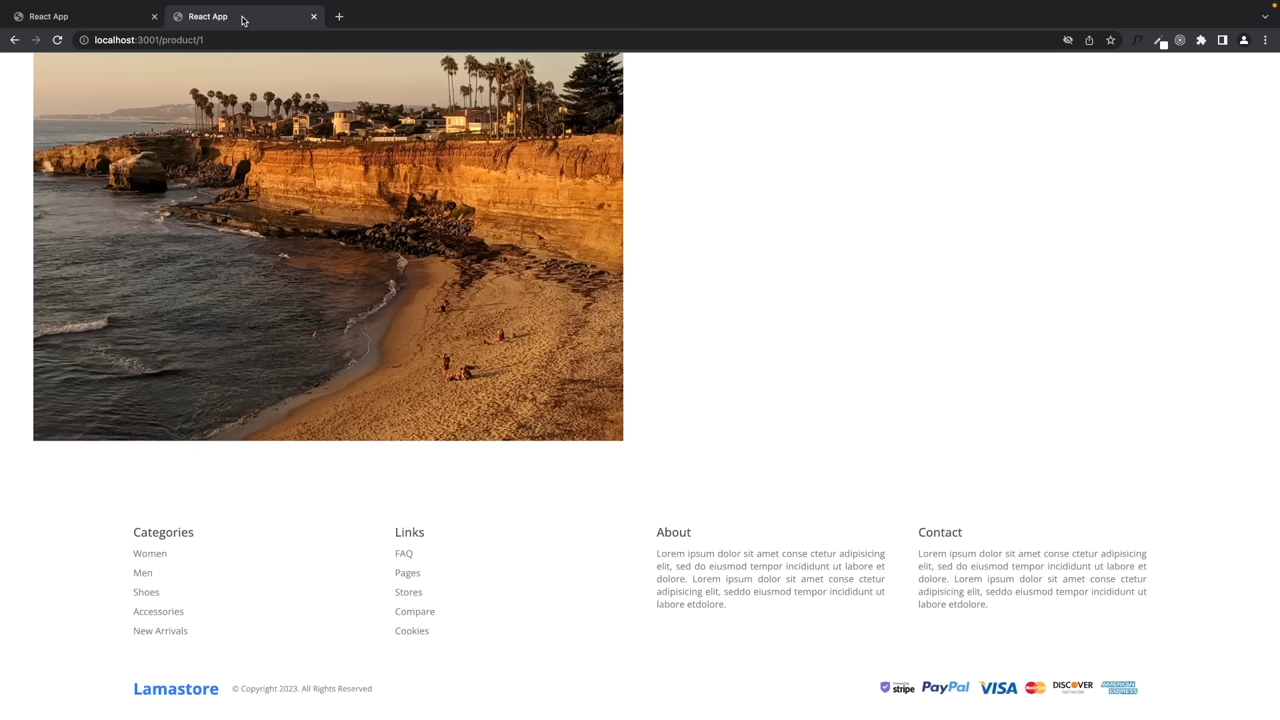 React App
React App
localhost:3001/product/1
Categories
Women
Men
Shoes
Accessories
New Arrivals
Links
FAQ
Pages
Stores
Compare
Cookies
About
Lorem ipsum dolor sit amet conse ctetur adipisicing
elit, sed do eiusmod tempor incididunt ut labore et
dolore. Lorem ipsum dolor sit amet conse ctetur
adipisicing elit, seddo eiusmod tempor incididunt ut
labore etdolore.
Contact
Lorem ipsum dolor sit amet conse ctetur adipisicing
elit, sed do eiusmod tempor incididunt ut labore et
dolore. Lorem ipsum dolor sit amet conse ctetur
adipisicing elit, seddo eiusmod tempor incididunt ut
labore etdolore.
Lamastore
© Copyright 2023. All Rights Reserved
Powered by
stripe
PayPal
VISA
MasterCard
DISCOVER
NETWORK
AMERICAN
EXPRESS